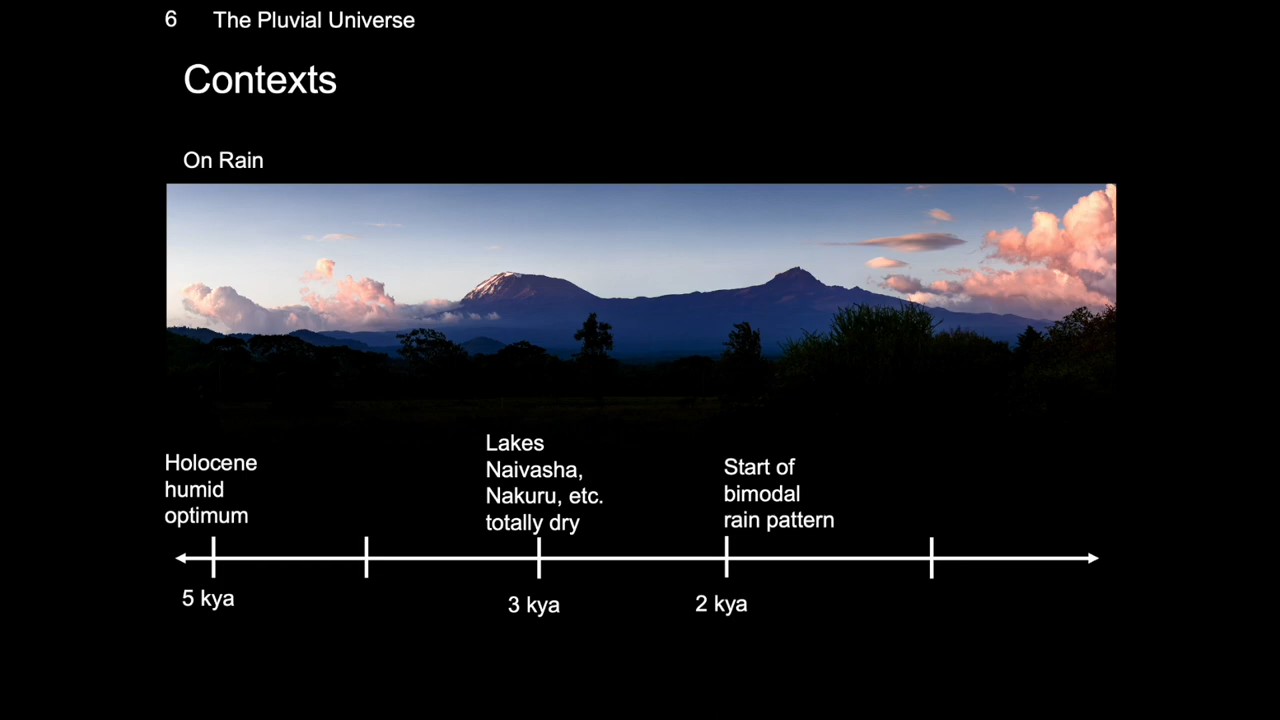 6 The Pluvial Universe
Contexts
On Rain
Holocene
humid
optimum
Lakes
Naivasha,
Nakuru, etc.
totally dry
Start of
bimodal
rain pattern
5 kya
3 kya
2 kya